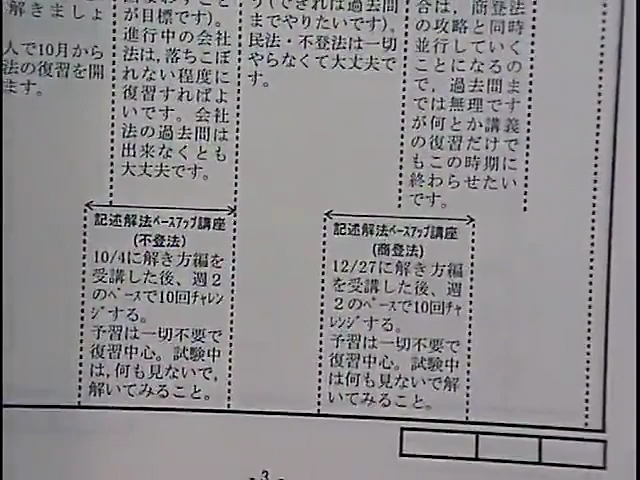 解きましょ
人で10月から
法の復習を開
ます。
が目標です)。
進行中の会社
法は、落ちこぼ
れない程度に
復習すればよ
いです。会社
法の過去問は
出来なくとも
大丈夫です。
う(できれば過去問
までやりたいです)。
民法・不登法は一切
やらなくて大丈夫で
す。
合は、商登法
の攻略と同時
並行していく
ことになるの
で、過去問ま
では無理です
が何とか講義
の復習だけで
もこの時期に
終わらせたい
です。
記述解法ベースアップ講座
(不登法)
10/4に解き方編を
受講した後、週2
のペースで10回チャレン
ジする。
予習は一切不要で
復習中心。試験中
は,何も見ないで,
解いてみること。
記述解法ベースアップ講座
(商登法)
12/27に解き方編
を受講した後、週
2のペースで10回チャ
レンジする。
予習は一切不要で
復習中心。試験中
は何も見ないで解
いてみること。
- 3 -